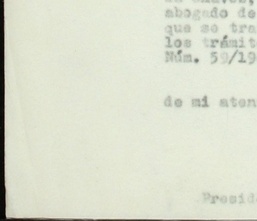 abogado de
que se tra
los trámit
Núm. 59/19
de mi aten
Presid